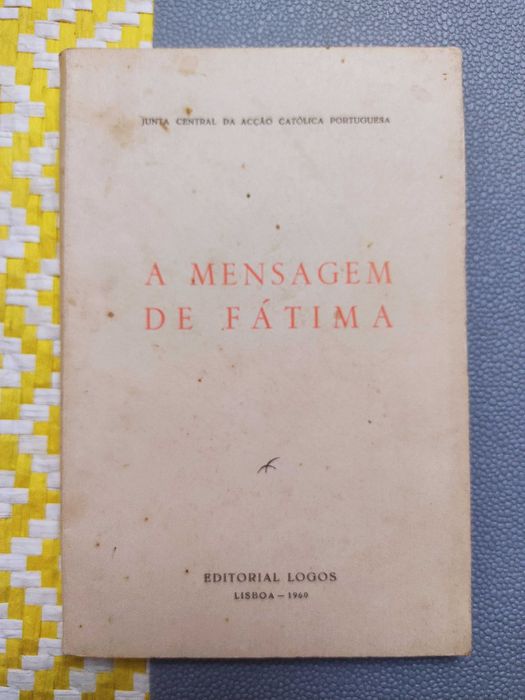 JUNTA CENTRAL DA ACÇÃO CATÓLICA PORTUGUESA
A MENSAGEM
DE FÁTIMA
EDITORIAL LOGOS
LISBOA — 1960